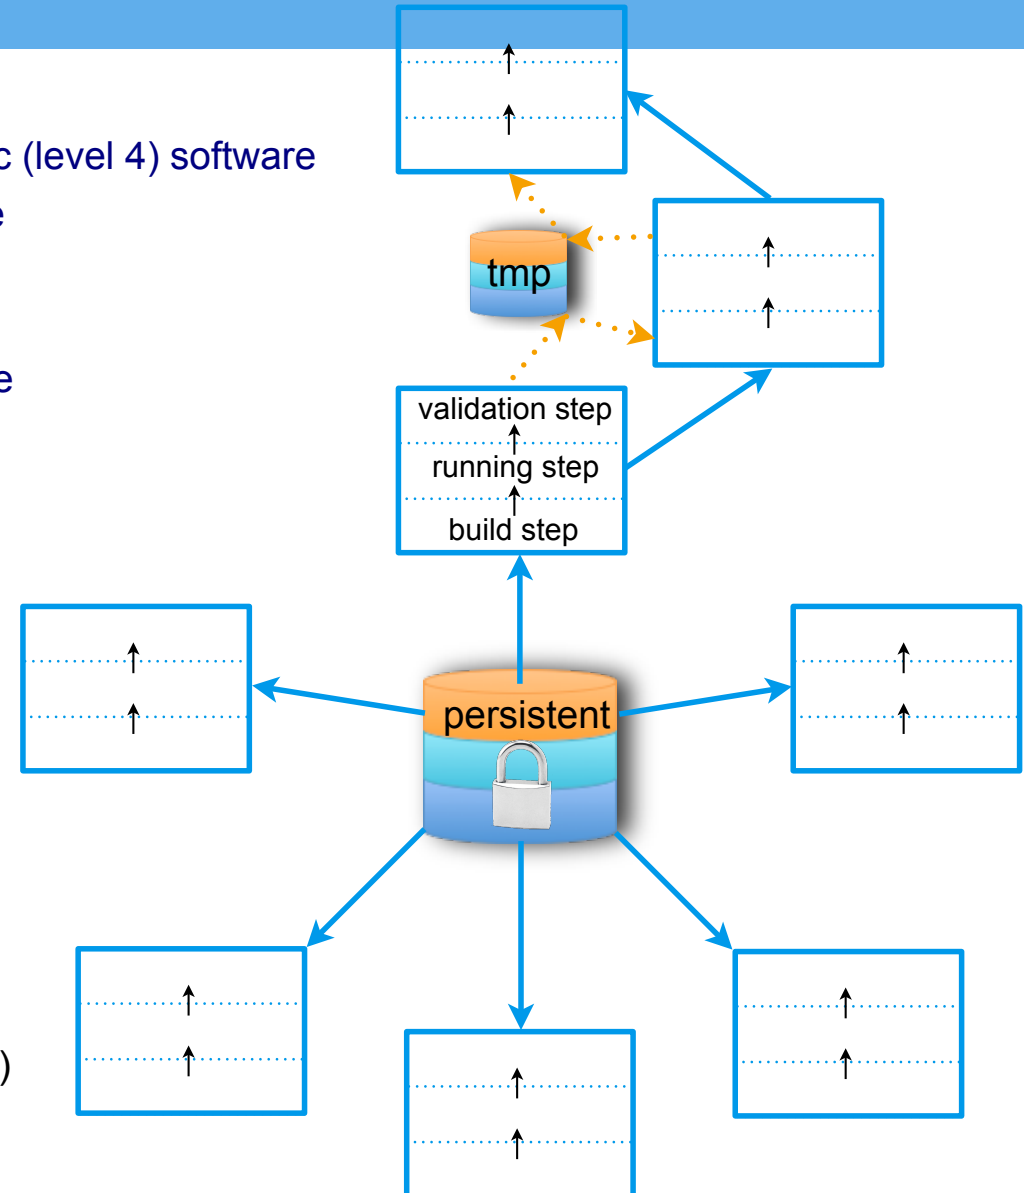 c (level 4) software
e
tmp
e
validation step
running step
build step
persistent
)